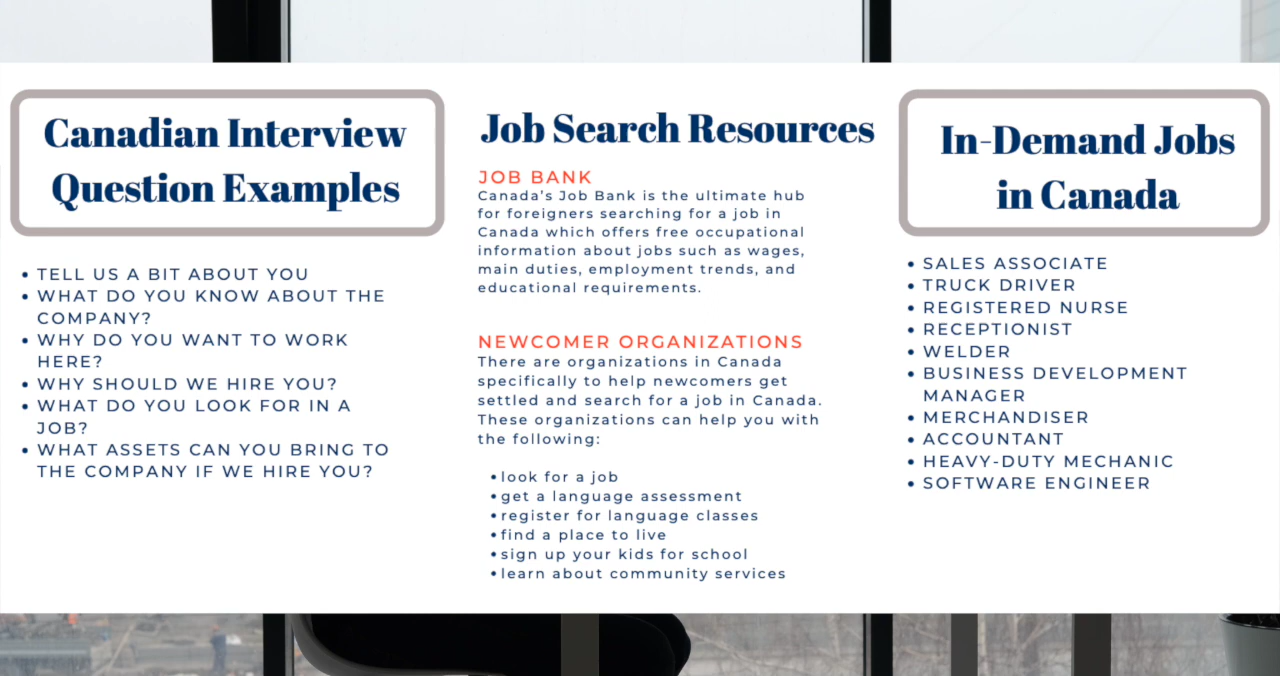 Canadian Interview
Question Examples
• TELL US A BIT ABOUT YOU
• WHAT DO YOU KNOW ABOUT THE
COMPANY?
• WHY DO YOU WANT TO WORK
HERE?
• WHY SHOULD WE HIRE YOU?
• WHAT DO YOU LOOK FOR IN A
JOB?
• WHAT ASSETS CAN YOU BRING TO
THE COMPANY IF WE HIRE YOU?
Job Search Resources
JOB BANK
Canada's Job Bank is the ultimate hub
for foreigners searching for a job in
Canada which offers free occupational
information about jobs such as wages,
main duties, employment trends, and
educational requirements.
NEWCOMER ORGANIZATIONS
There are organizations in Canada
specifically to help newcomers get
settled and search for a job in Canada.
These organizations can help you with
the following:
• look for a job
• get a language assessment
• register for language classes
• find a place to live
• sign up your kids for school
• learn about community services
In-Demand Jobs
in Canada
• SALES ASSOCIATE
• TRUCK DRIVER
• REGISTERED NURSE
• RECEPTIONIST
• WELDER
• BUSINESS DEVELOPMENT
MANAGER
• MERCHANDISER
• ACCOUNTANT
• HEAVY-DUTY MECHANIC
• SOFTWARE ENGINEER